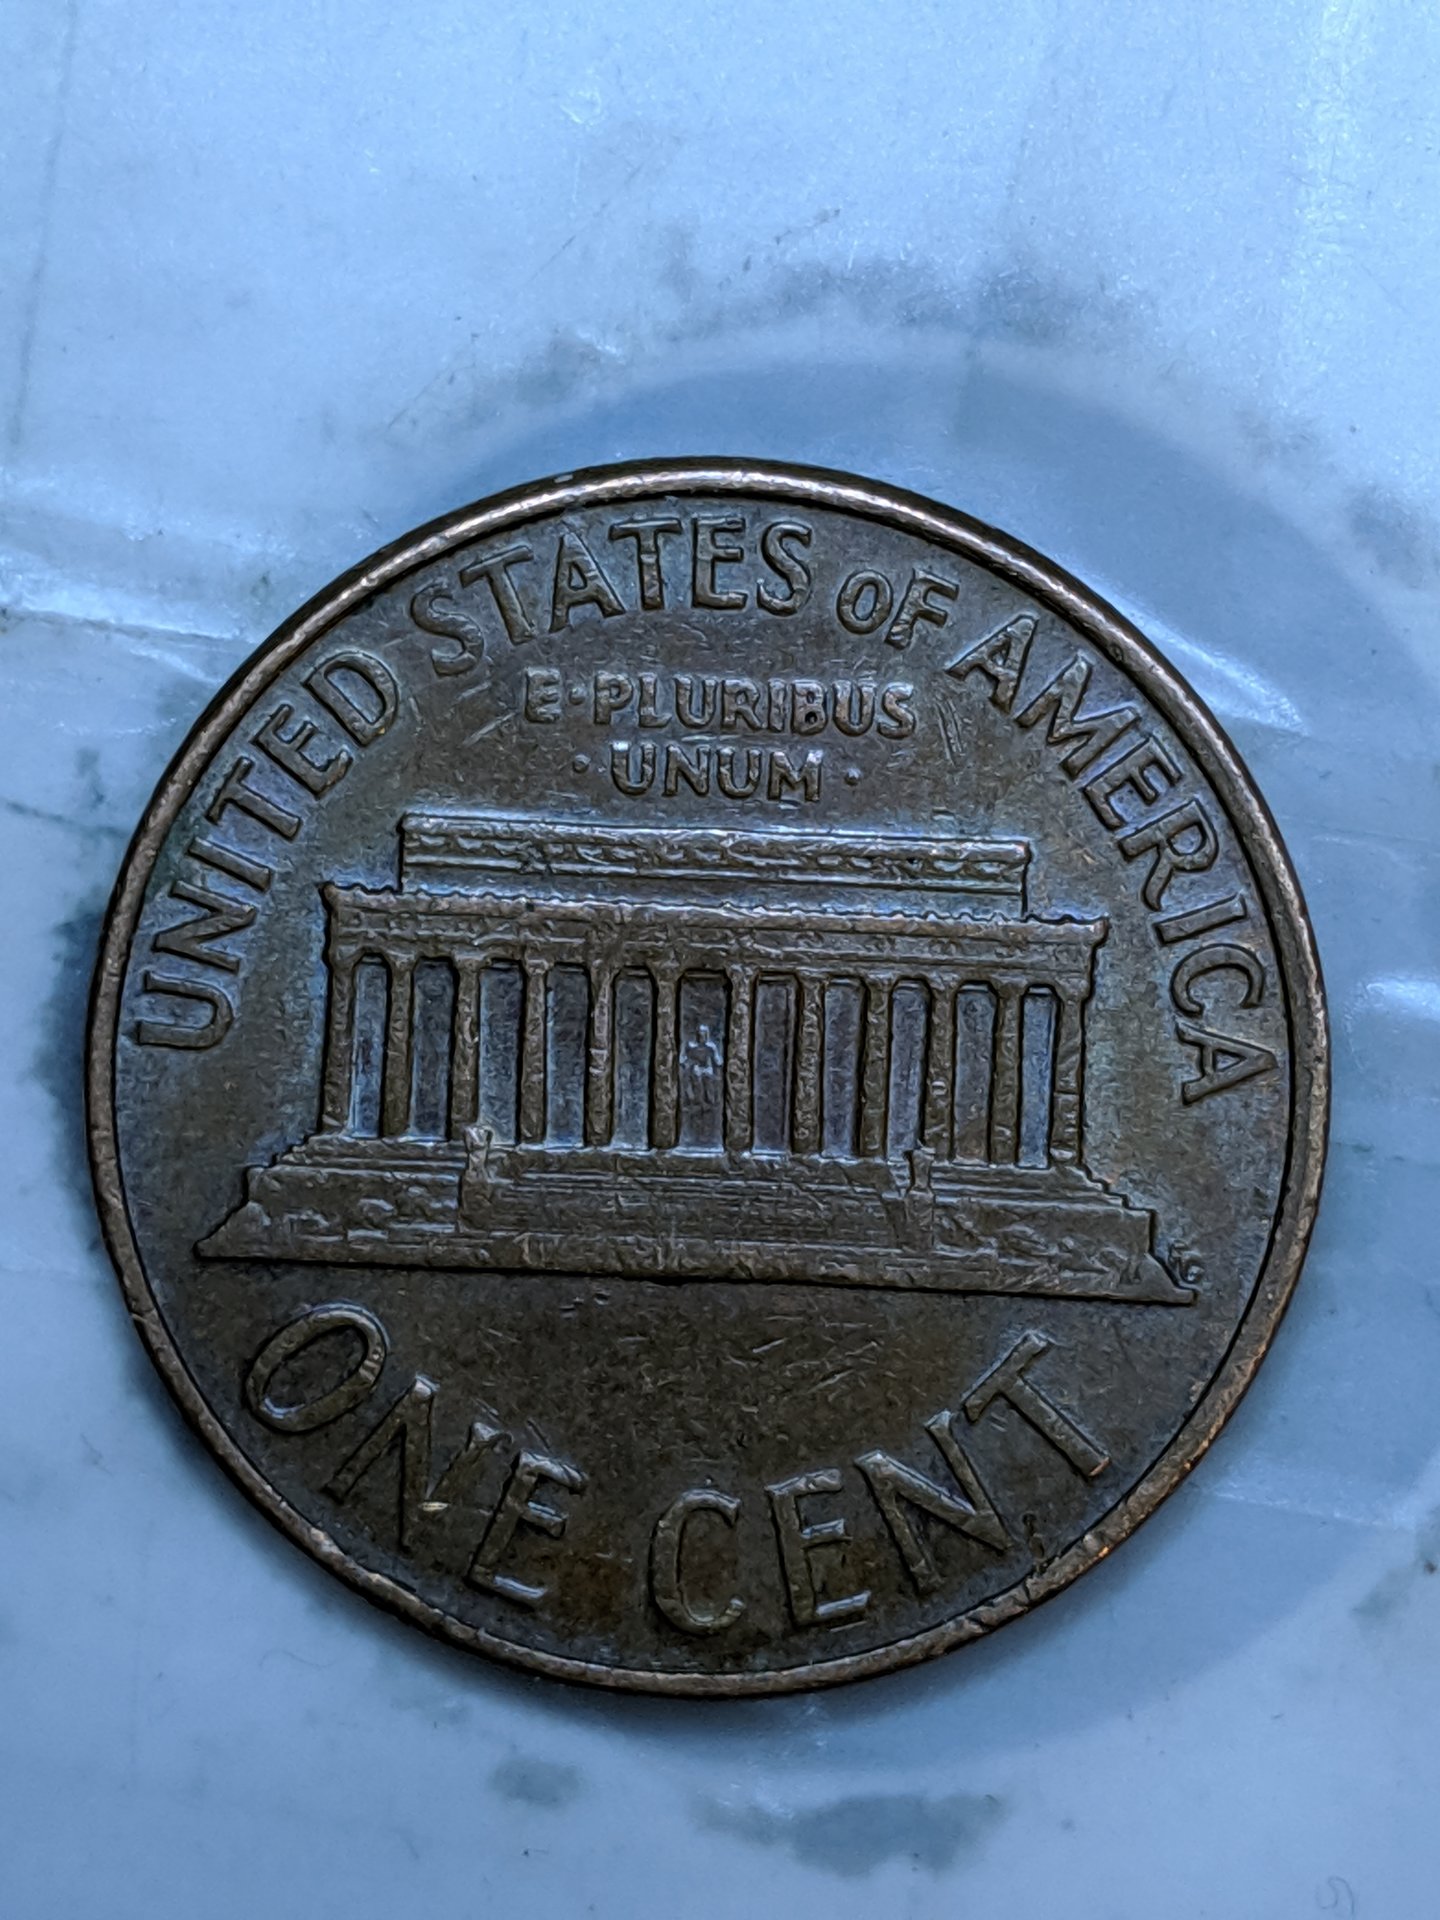 UNITED STATES OF AMERICA
E·PLURIBUS
·UNUM·
ONE CENT